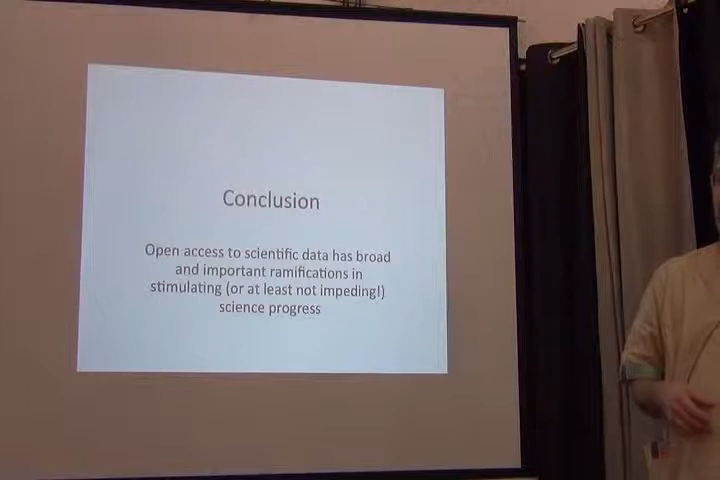 Conclusion
Open access to scientific data has broad
and important ramifications in
stimulating (or at least not impeding!)
science progress